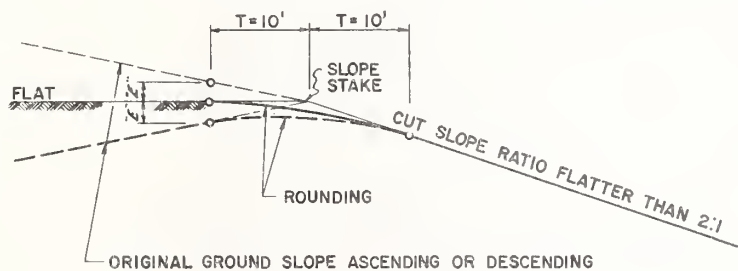 T=10' T=10'
SLOPE
STAKE
FLAT
CUT SLOPE RATIO FLATTER THAN 2:1
ROUNDING
ORIGINAL GROUND SLOPE ASCENDING OR DESCENDING